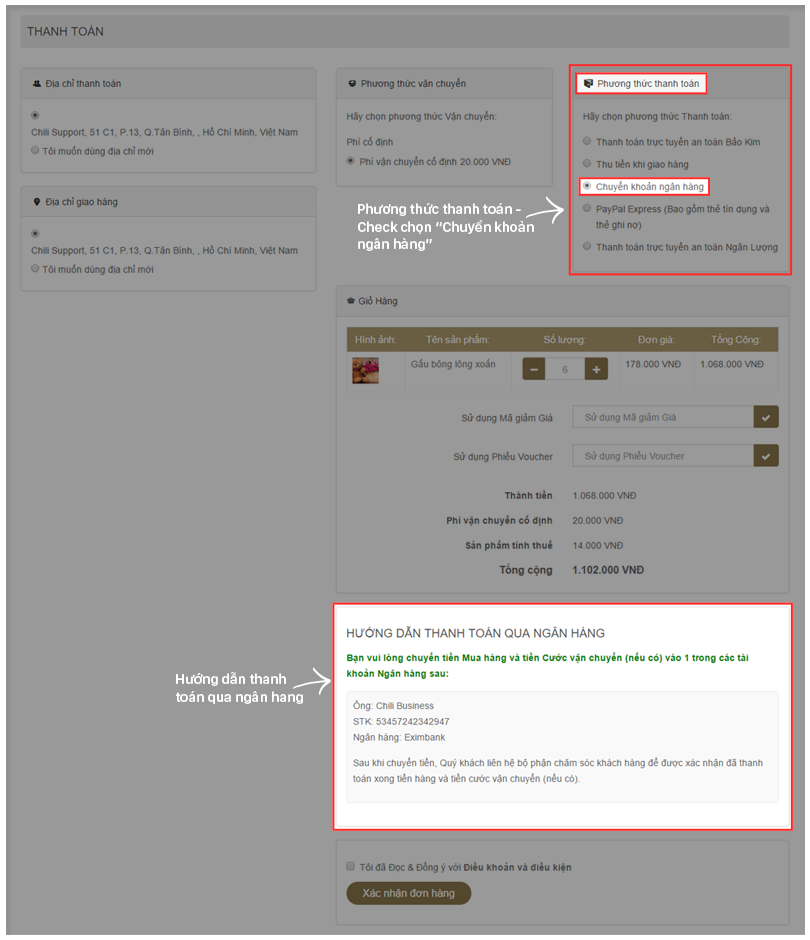 THANH TOÁN
Địa chỉ thanh toán
Chili Support, 51 C1, P.13, Q.Tân Bình, , Hồ Chí Minh, Việt Nam
Tôi muốn dùng địa chỉ mới
Địa chỉ giao hàng
Chili Support, 51 C1, P.13, Q.Tân Bình, , Hồ Chí Minh, Việt Nam
Tôi muốn dùng địa chỉ mới
Phương thức vận chuyển
Hãy chọn phương thức Vận chuyển:
Phí cố định
Phí vận chuyển cố định 20.000 VNĐ
Phương thức thanh toán
Hãy chọn phương thức Thanh toán:
Thanh toán trực tuyến an toàn Bảo Kim
Thu tiền khi giao hàng
Chuyển khoản ngân hàng
PayPal Express (Bao gồm thẻ tín dụng và
thẻ ghi nợ)
Thanh toán trực tuyến an toàn Ngân Lượng
Phương thức thanh toán -
Check chọn "Chuyển khoản
ngân hàng"
Giỏ Hàng
Hình ảnh: Tên sản phẩm: Số lượng: Đơn giá: Tổng Cộng:
Gấu bông lông xoắn − 6 + 178.000 VNĐ 1.068.000 VNĐ
Sử dụng Mã giảm Giá Sử dụng Mã giảm Giá
Sử dụng Phiếu Voucher Sử dụng Phiếu Voucher
Thành tiền 1.068.000 VNĐ
Phí vận chuyển cố định 20.000 VNĐ
Sản phẩm tính thuế 14.000 VNĐ
Tổng cộng 1.102.000 VNĐ
HƯỚNG DẪN THANH TOÁN QUA NGÂN HÀNG
Bạn vui lòng chuyển tiền Mua hàng và tiền Cước vận chuyển (nếu có) vào 1 trong các tài
khoản Ngân hàng sau:
Ông: Chili Business
STK: 53457242342947
Ngân hàng: Eximbank
Sau khi chuyển tiền, Quý khách liên hệ bộ phận chăm sóc khách hàng để được xác nhận đã thanh
toán xong tiền hàng và tiền cước vận chuyển (nếu có).
Hướng dẫn thanh
toán qua ngân hang
Tôi đã Đọc & Đồng ý với Điều khoản và điều kiện
Xác nhận đơn hàng